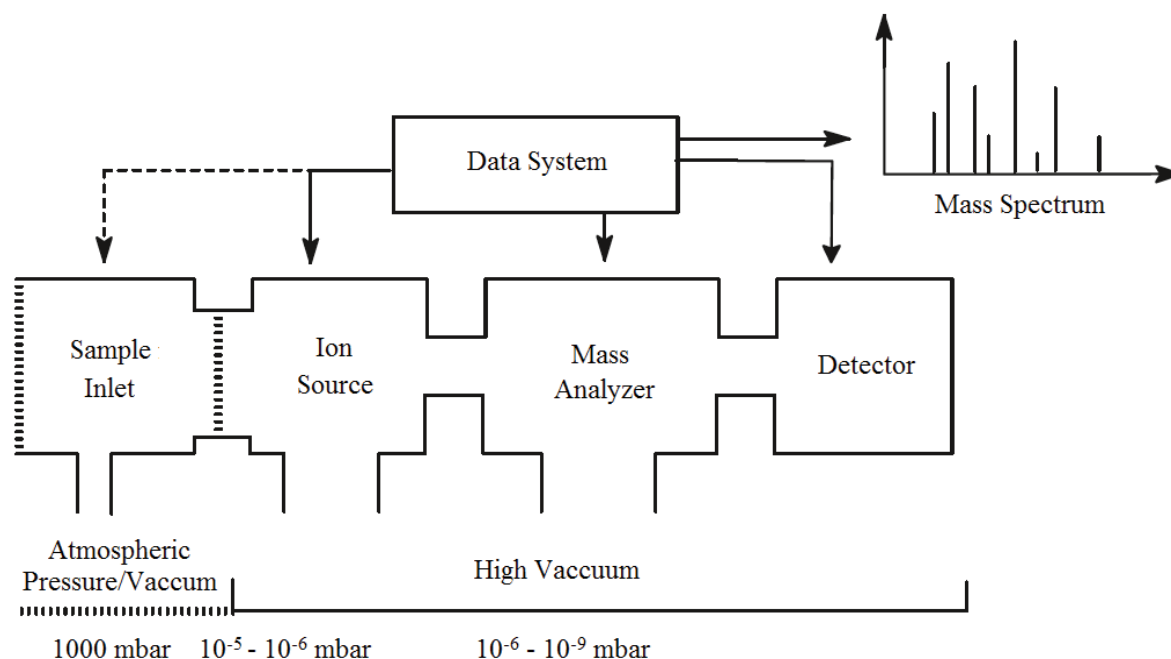 Data System
Mass Spectrum
Sample
Inlet
Ion
Source
Mass
Analyzer
Detector
Atmospheric
Pressure/Vaccum
High Vaccuum
1000 mbar
10⁻⁵ - 10⁻⁶ mbar
10⁻⁶ - 10⁻⁹ mbar